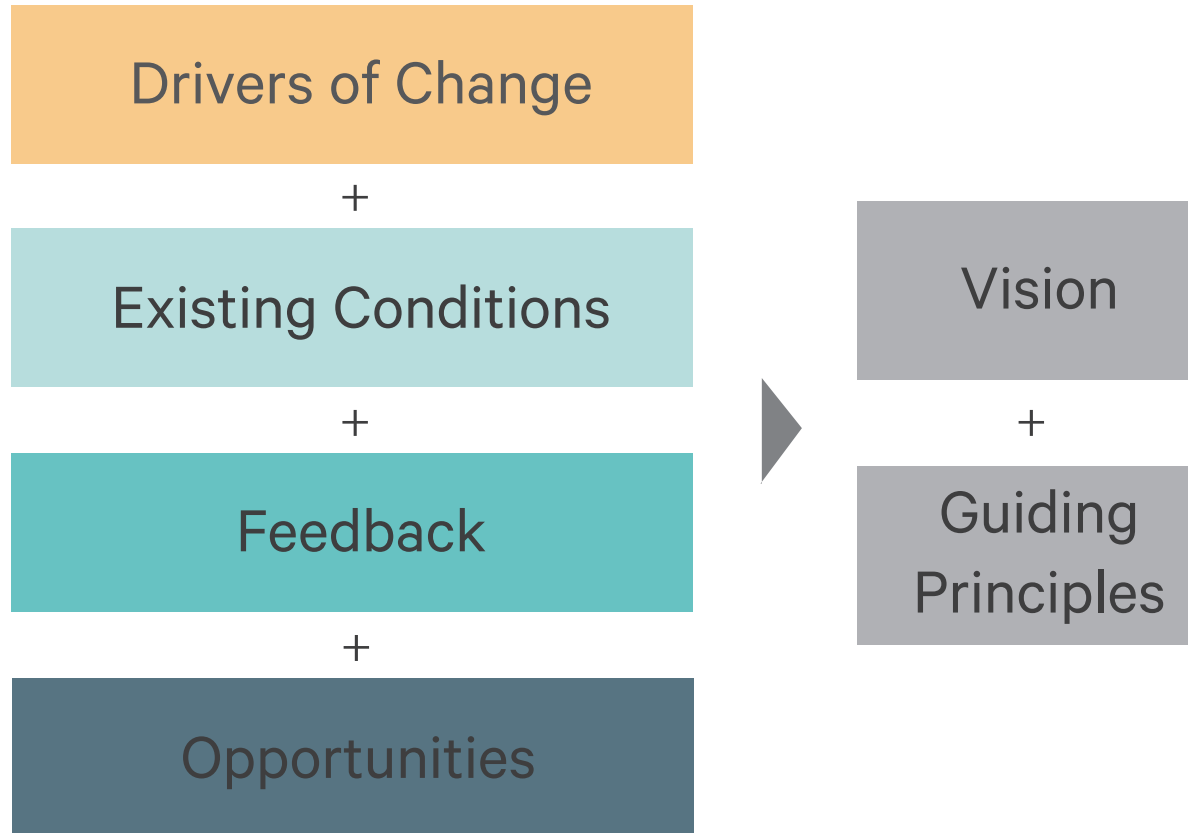 Drivers of Change
+
Existing Conditions
+
Feedback
+
Opportunities
Vision
+
Guiding
Principles